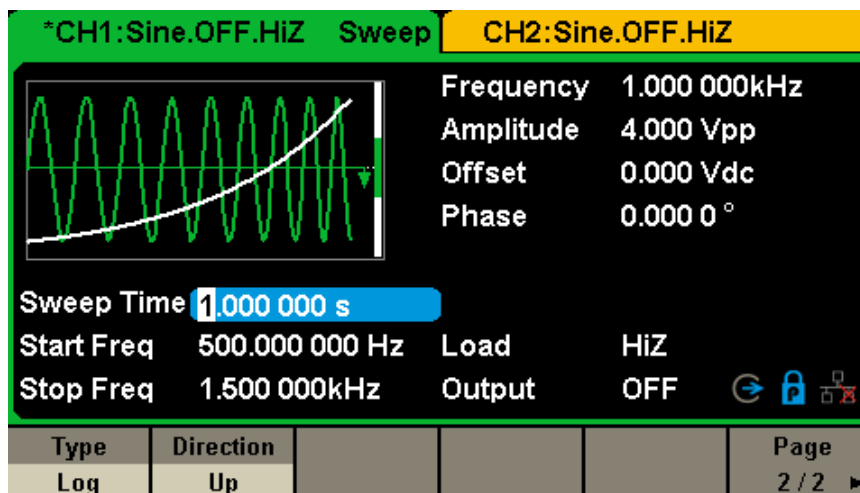 *CH1:Sine.OFF.HiZ Sweep CH2:Sine.OFF.HiZ
Frequency 1.000 000kHz
Amplitude 4.000 Vpp
Offset 0.000 Vdc
Phase 0.000 0 °
Sweep Time 1.000 000 s
Start Freq 500.000 000 Hz Load HiZ
Stop Freq 1.500 000kHz Output OFF
P
Type Direction Page
Log Up 2 / 2